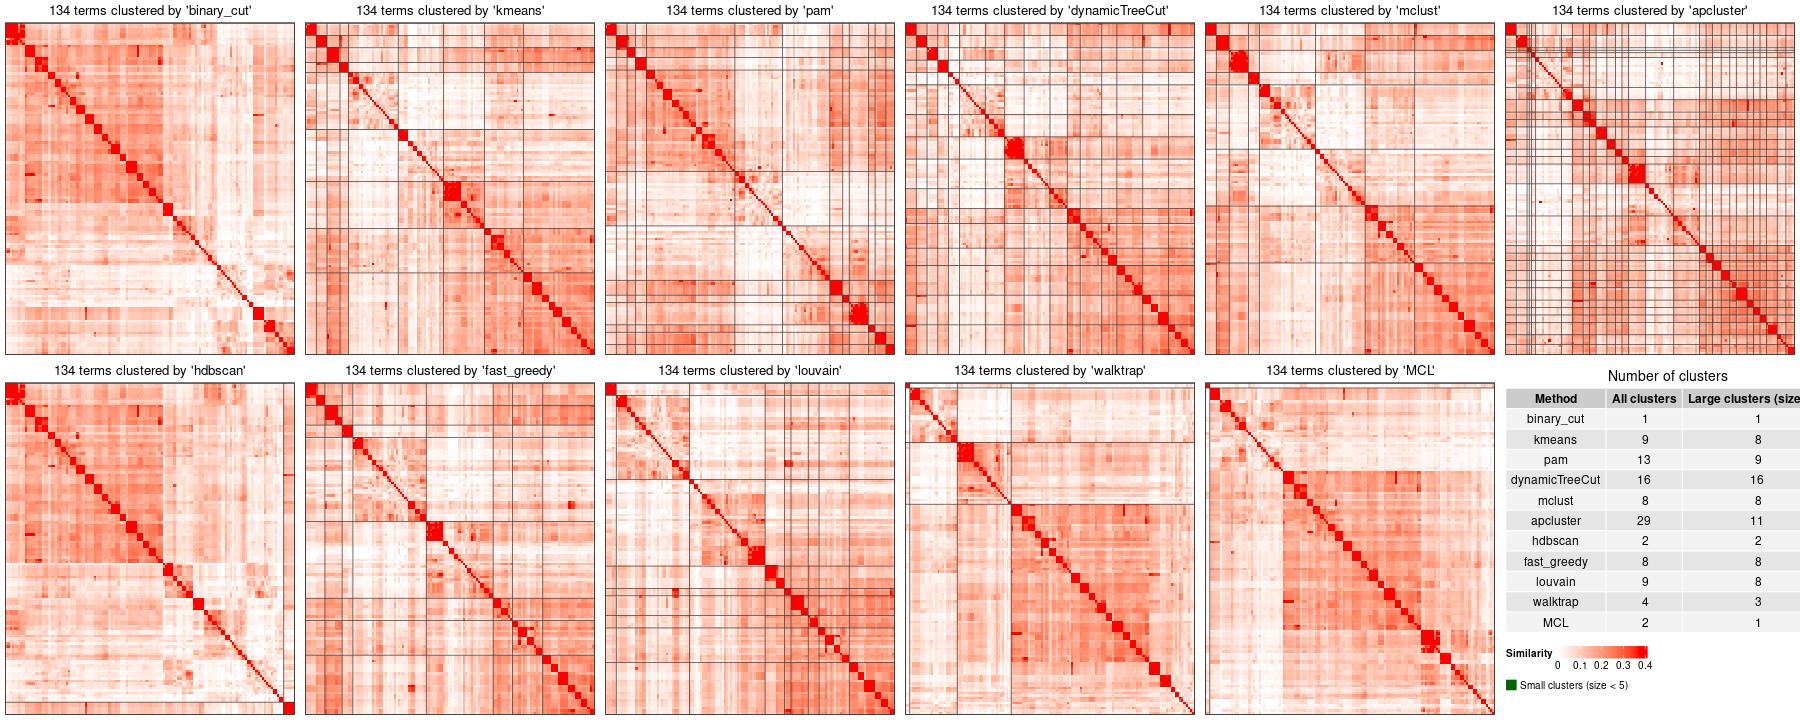 134 terms clustered by 'binary_cut'
134 terms clustered by 'kmeans'
134 terms clustered by 'pam'
134 terms clustered by 'dynamicTreeCut'
134 terms clustered by 'mclust'
134 terms clustered by 'apcluster'
134 terms clustered by 'hdbscan'
134 terms clustered by 'fast_greedy'
134 terms clustered by 'louvain'
134 terms clustered by 'walktrap'
134 terms clustered by 'MCL'
Number of clusters
Method All clusters Large clusters (size
binary_cut 1 1
kmeans 9 8
pam 13 9
dynamicTreeCut 16 16
mclust 8 8
apcluster 29 11
hdbscan 2 2
fast_greedy 8 8
louvain 9 8
walktrap 4 3
MCL 2 1
Similarity
0 0.1 0.2 0.3 0.4
Small clusters (size < 5)